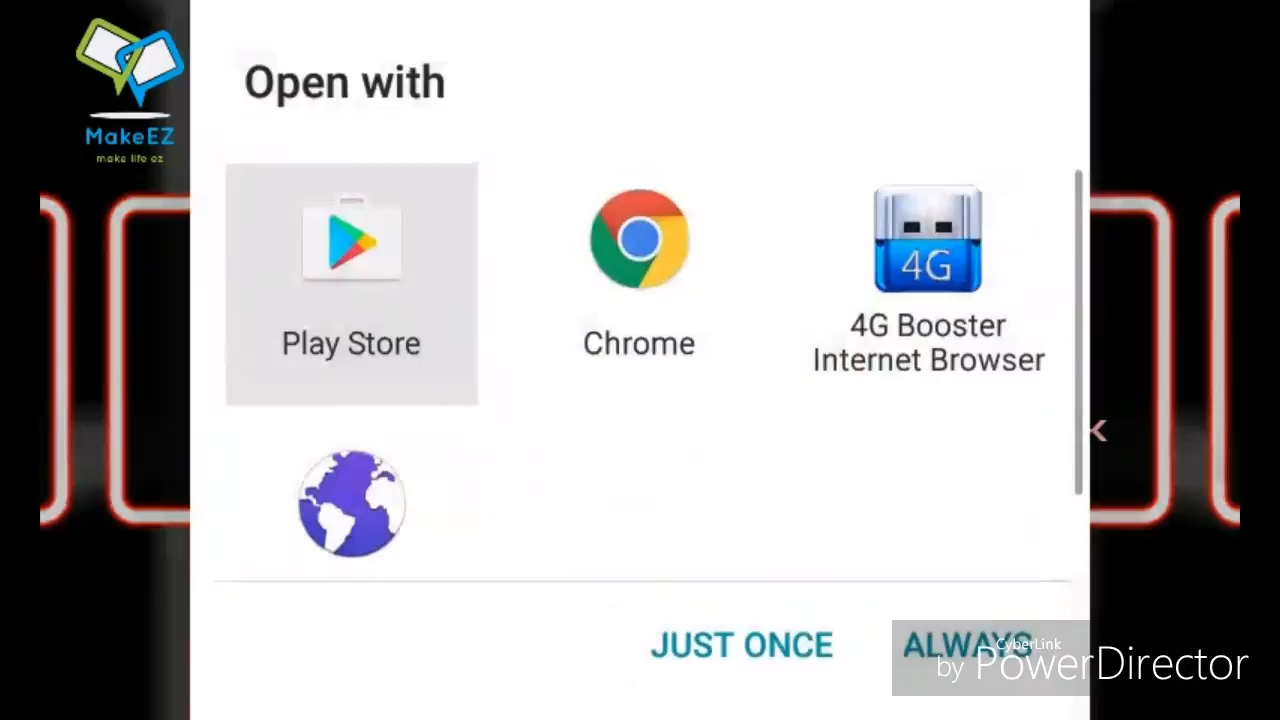 MakeEZ
make life ez
Open with
Play Store
Chrome
4G
4G Booster
Internet Browser
JUST ONCE
ALWAYS
CyberLink
by PowerDirector